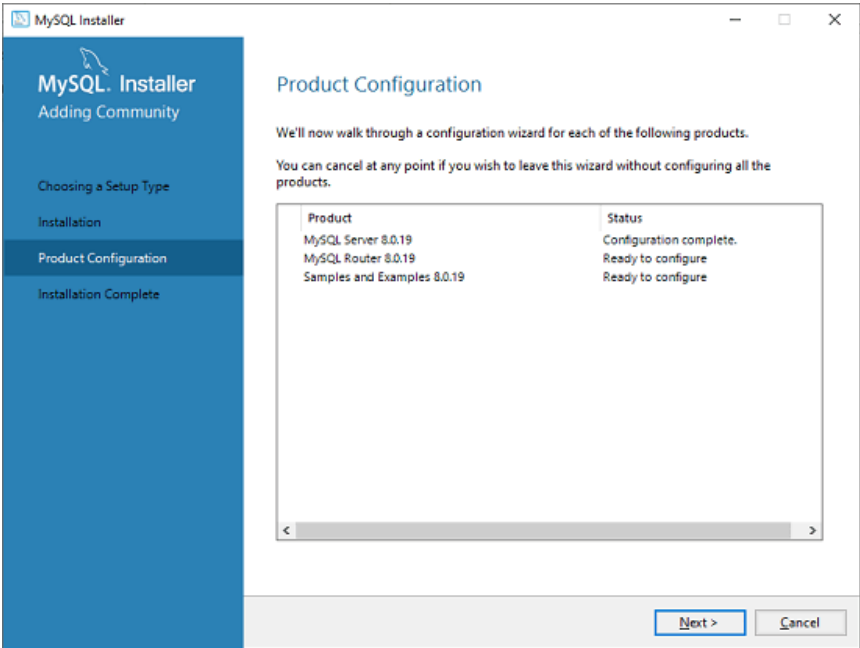 MySQL Installer
MySQL. Installer
Adding Community
Choosing a Setup Type
Installation
Product Configuration
Installation Complete
Product Configuration
We'll now walk through a configuration wizard for each of the following products.
You can cancel at any point if you wish to leave this wizard without configuring all the
products.
Product Status
MySQL Server 8.0.19 Configuration complete.
MySQL Router 8.0.19 Ready to configure
Samples and Examples 8.0.19 Ready to configure
Next > Cancel